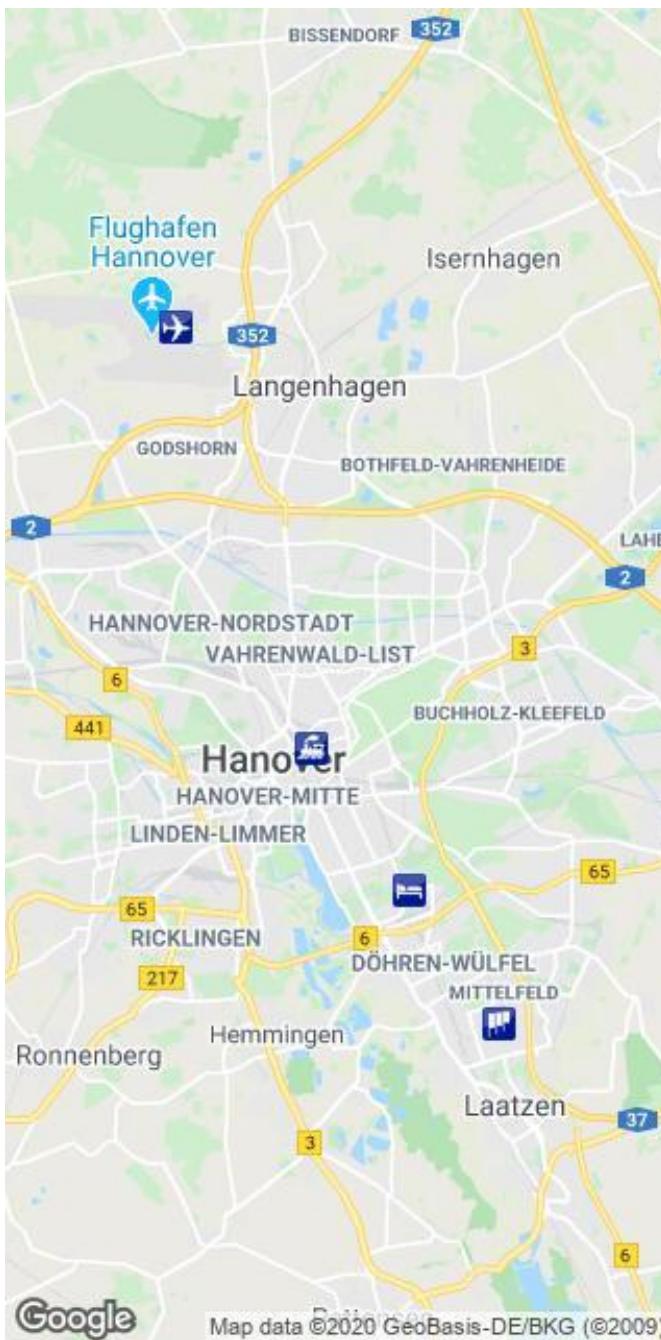 BISSENDORF
352
Flughafen
Hannover
Isernhagen
352
Langenhagen
GODSHORN
BOTHFELD-VAHRENHEIDE
2
LAHE
2
HANNOVER-NORDSTADT
3
VAHRENWALD-LIST
6
BUCHHOLZ-KLEEFELD
441
Hanover
HANOVER-MITTE
LINDEN-LIMMER
65
65
6
RICKLINGEN
DÖHREN-WÜLFEL
217
MITTELFELD
Hemmingen
Ronnenberg
Laatzen
37
3
6
Google
Map data ©2020 GeoBasis-DE/BKG (©2009)